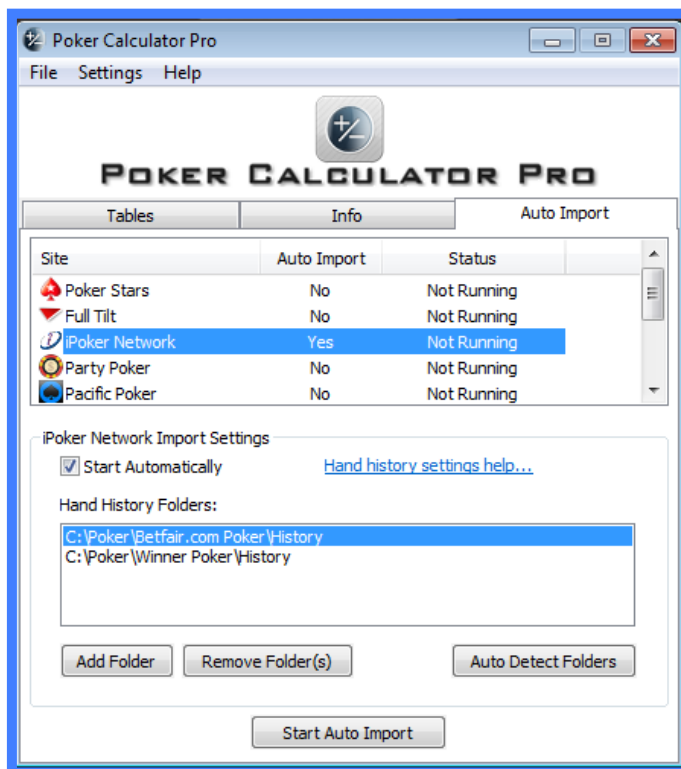 Poker Calculator Pro
File Settings Help
+/-
POKER CALCULATOR PRO
Tables Info Auto Import
Site Auto Import Status
Poker Stars No Not Running
Full Tilt No Not Running
iPoker Network Yes Not Running
Party Poker No Not Running
Pacific Poker No Not Running
iPoker Network Import Settings
Start Automatically Hand history settings help...
Hand History Folders:
C:\Poker\Betfair.com Poker\History
C:\Poker\Winner Poker\History
Add Folder Remove Folder(s) Auto Detect Folders
Start Auto Import